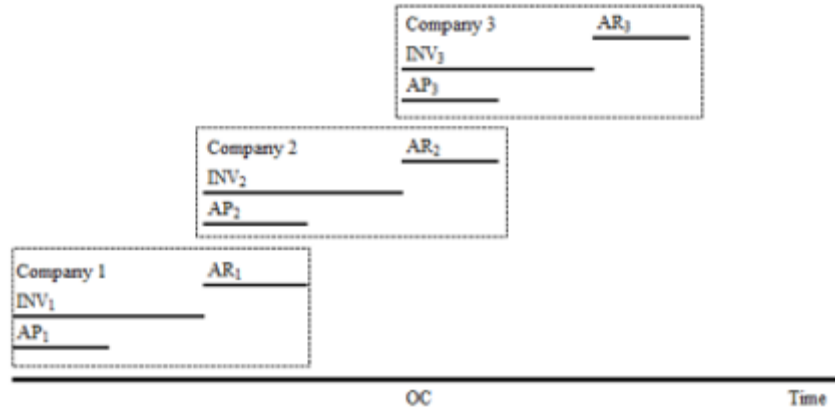 Company 3 AR₃
INV₃
AP₃
Company 2 AR₂
INV₂
AP₂
Company 1 AR₁
INV₁
AP₁
OC Time